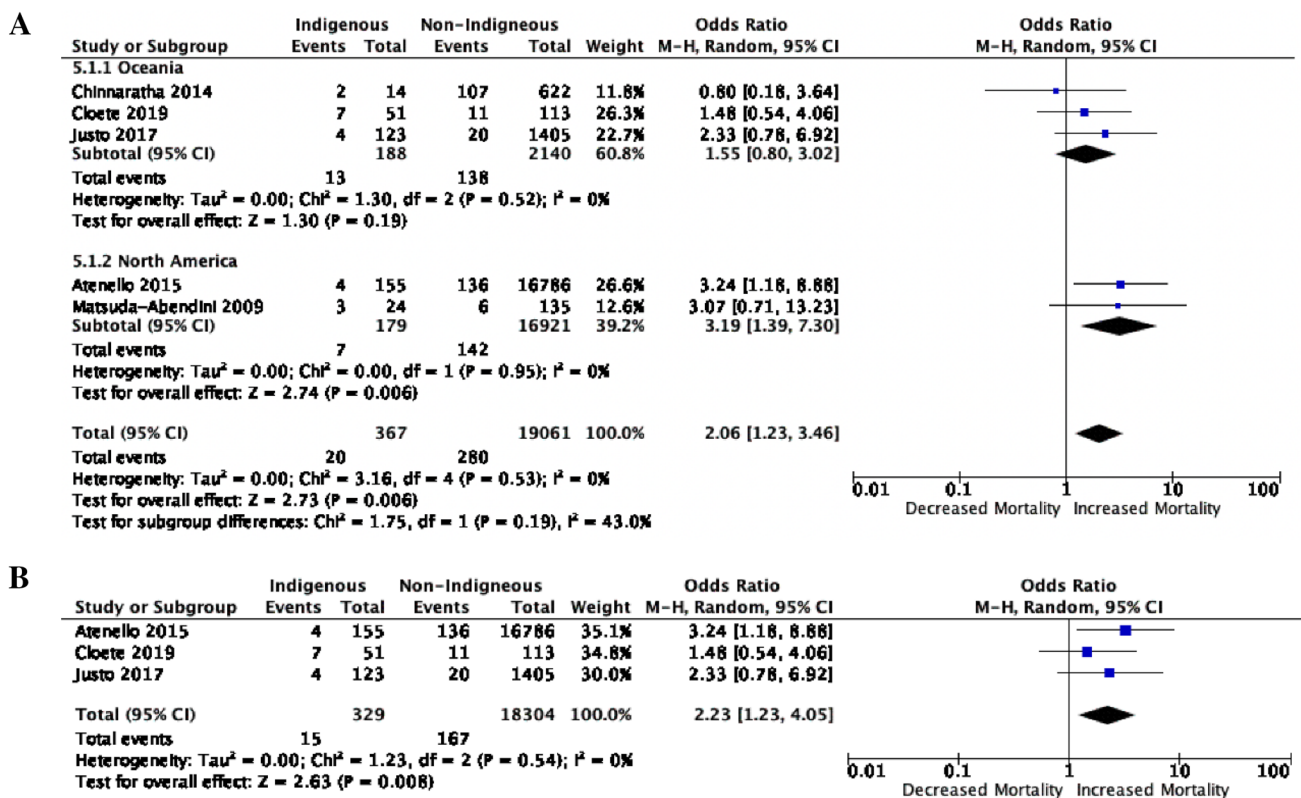 A
Indigenous Non-Indigneous Odds Ratio Odds Ratio
Study or Subgroup Events Total Events Total Weight M-H, Random, 95% CI M-H, Random, 95% CI
5.1.1 Oceania
Chinnaratha 2014 2 14 107 622 11.8% 0.80 [0.18, 3.64]
Cloete 2019 7 51 11 113 26.3% 1.48 [0.54, 4.06]
Justo 2017 4 123 20 1405 22.7% 2.33 [0.78, 6.92]
Subtotal (95% CI) 188 2140 60.8% 1.55 [0.80, 3.02]
Total events 13 138
Heterogeneity: Tau² = 0.00; Chi² = 1.30, df = 2 (P = 0.52); I² = 0%
Test for overall effect: Z = 1.30 (P = 0.19)
5.1.2 North America
Atenello 2015 4 155 136 16786 26.6% 3.24 [1.18, 8.88]
Matsuda-Abendini 2009 3 24 6 135 12.6% 3.07 [0.71, 13.23]
Subtotal (95% CI) 179 16921 39.2% 3.19 [1.39, 7.30]
Total events 7 142
Heterogeneity: Tau² = 0.00; Chi² = 0.00, df = 1 (P = 0.95); I² = 0%
Test for overall effect: Z = 2.74 (P = 0.006)
Total (95% CI) 367 19061 100.0% 2.06 [1.23, 3.46]
Total events 20 280
Heterogeneity: Tau² = 0.00; Chi² = 3.16, df = 4 (P = 0.53); I² = 0%
Test for overall effect: Z = 2.73 (P = 0.006)
Test for subgroup differences: Chi² = 1.75, df = 1 (P = 0.19), I² = 43.0%
0.01 0.1 1 10 100
Decreased Mortality Increased Mortality
B
Indigenous Non-Indigneous Odds Ratio Odds Ratio
Study or Subgroup Events Total Events Total Weight M-H, Random, 95% CI M-H, Random, 95% CI
Atenello 2015 4 155 136 16786 35.1% 3.24 [1.18, 8.88]
Cloete 2019 7 51 11 113 34.8% 1.48 [0.54, 4.06]
Justo 2017 4 123 20 1405 30.0% 2.33 [0.78, 6.92]
Total (95% CI) 329 18304 100.0% 2.23 [1.23, 4.05]
Total events 15 167
Heterogeneity: Tau² = 0.00; Chi² = 1.23, df = 2 (P = 0.54); I² = 0%
Test for overall effect: Z = 2.63 (P = 0.008)
0.01 0.1 1 10 100
Decreased Mortality Increased Mortality